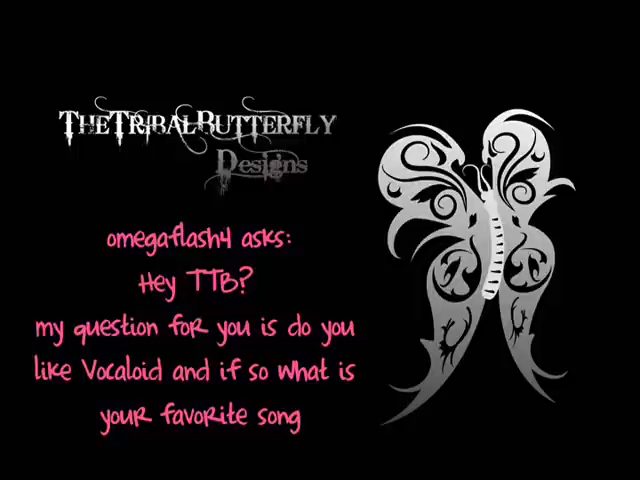 TheTribalButterfly
Designs
omegaflash4 asks:
Hey TTB?
my question for you is do you
like Vocaloid and if so what is
your favorite song